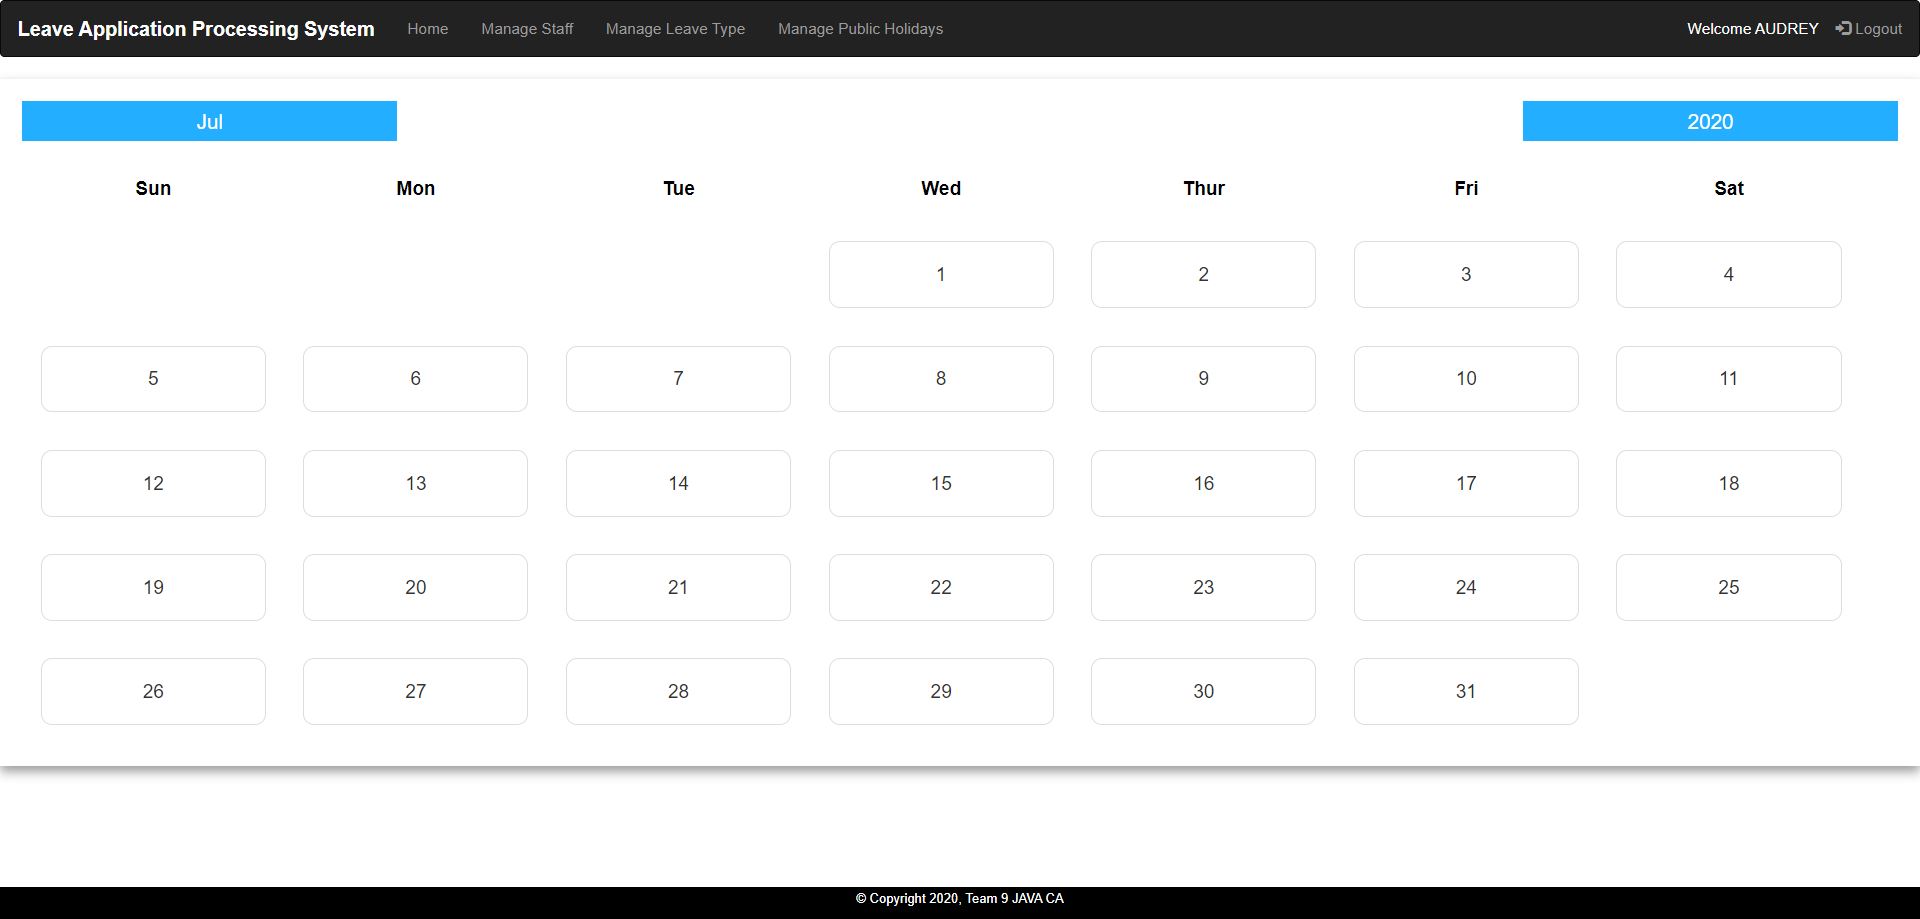 Leave Application Processing System Home Manage Staff Manage Leave Type Manage Public Holidays Welcome AUDREY Logout
Jul 2020
Sun Mon Tue Wed Thur Fri Sat
1 2 3 4
5 6 7 8 9 10 11
12 13 14 15 16 17 18
19 20 21 22 23 24 25
26 27 28 29 30 31
© Copyright 2020, Team 9 JAVA CA